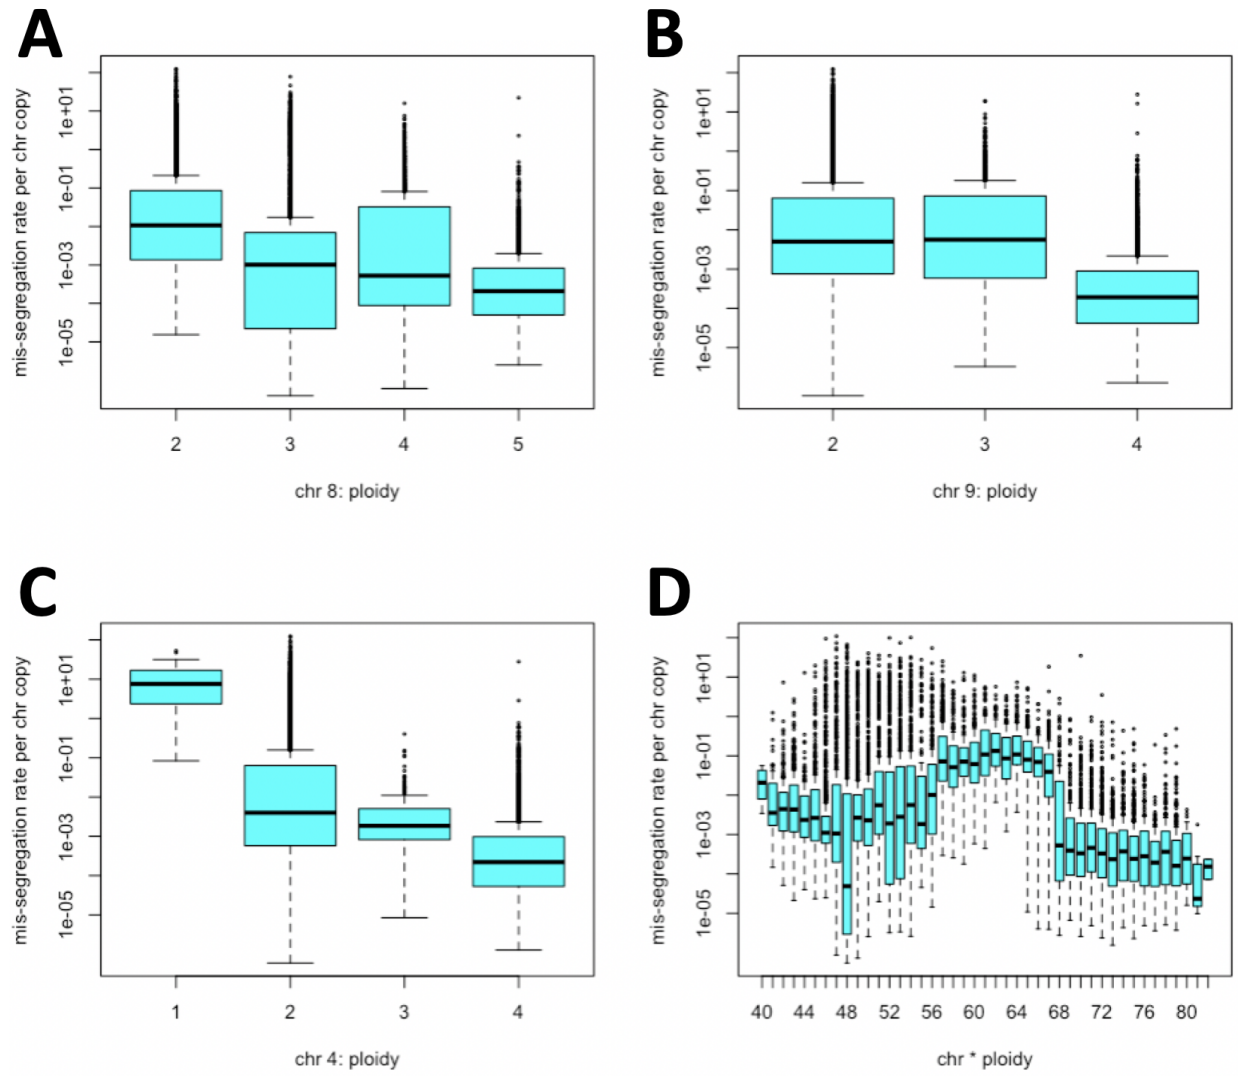 A
mis-segregation rate per chr copy
1e+01
1e-01
1e-03
1e-05
2 3 4 5
chr 8: ploidy
B
mis-segregation rate per chr copy
1e+01
1e-01
1e-03
1e-05
2 3 4
chr 9: ploidy
C
mis-segregation rate per chr copy
1e+01
1e-01
1e-03
1e-05
1 2 3 4
chr 4: ploidy
D
mis-segregation rate per chr copy
1e+01
1e-01
1e-03
1e-05
40 44 48 52 56 60 64 68 72 76 80
chr * ploidy